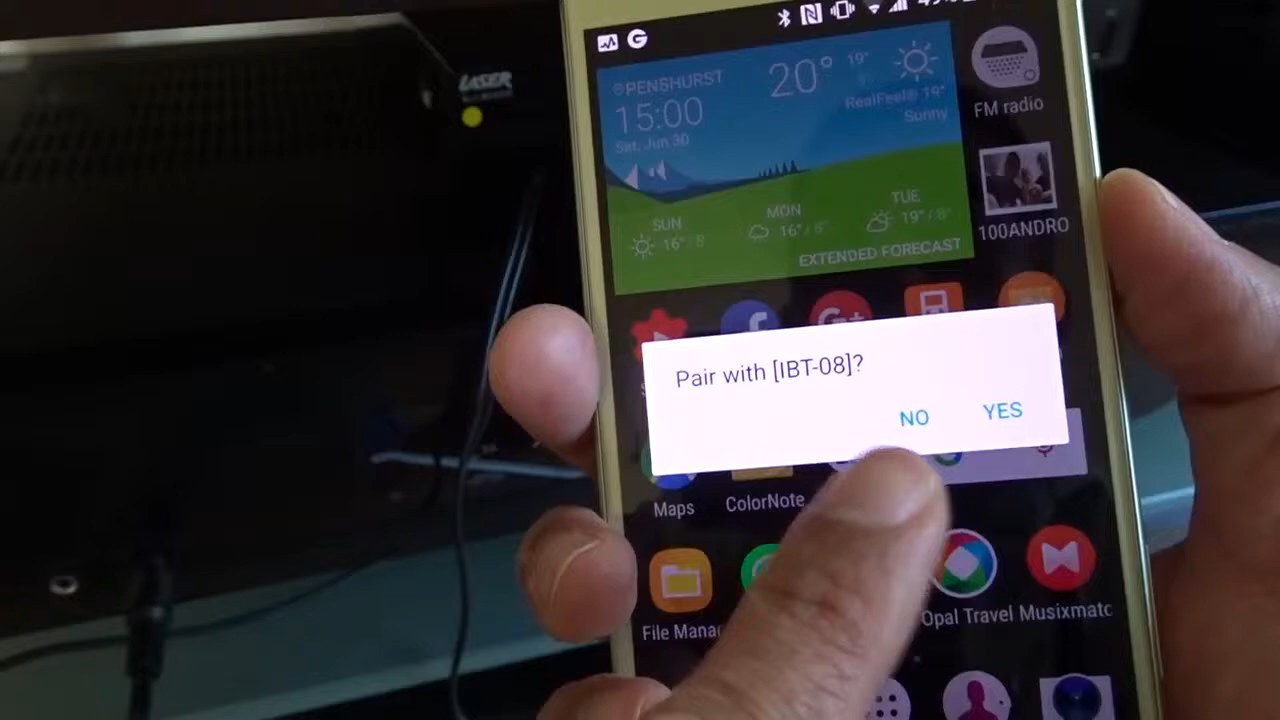 LASER
PENSHURST
20° 19°
15:00
RealFeel® 19°
Sat, Jun 30
Sunny
SUN
16° / 8
MON
16° / 8°
TUE
19° / 8°
EXTENDED FORECAST
FM radio
100ANDRO
Pair with [IBT-08]?
NO YES
Maps
ColorNote
File Mana
Opal Travel
Musixmatc